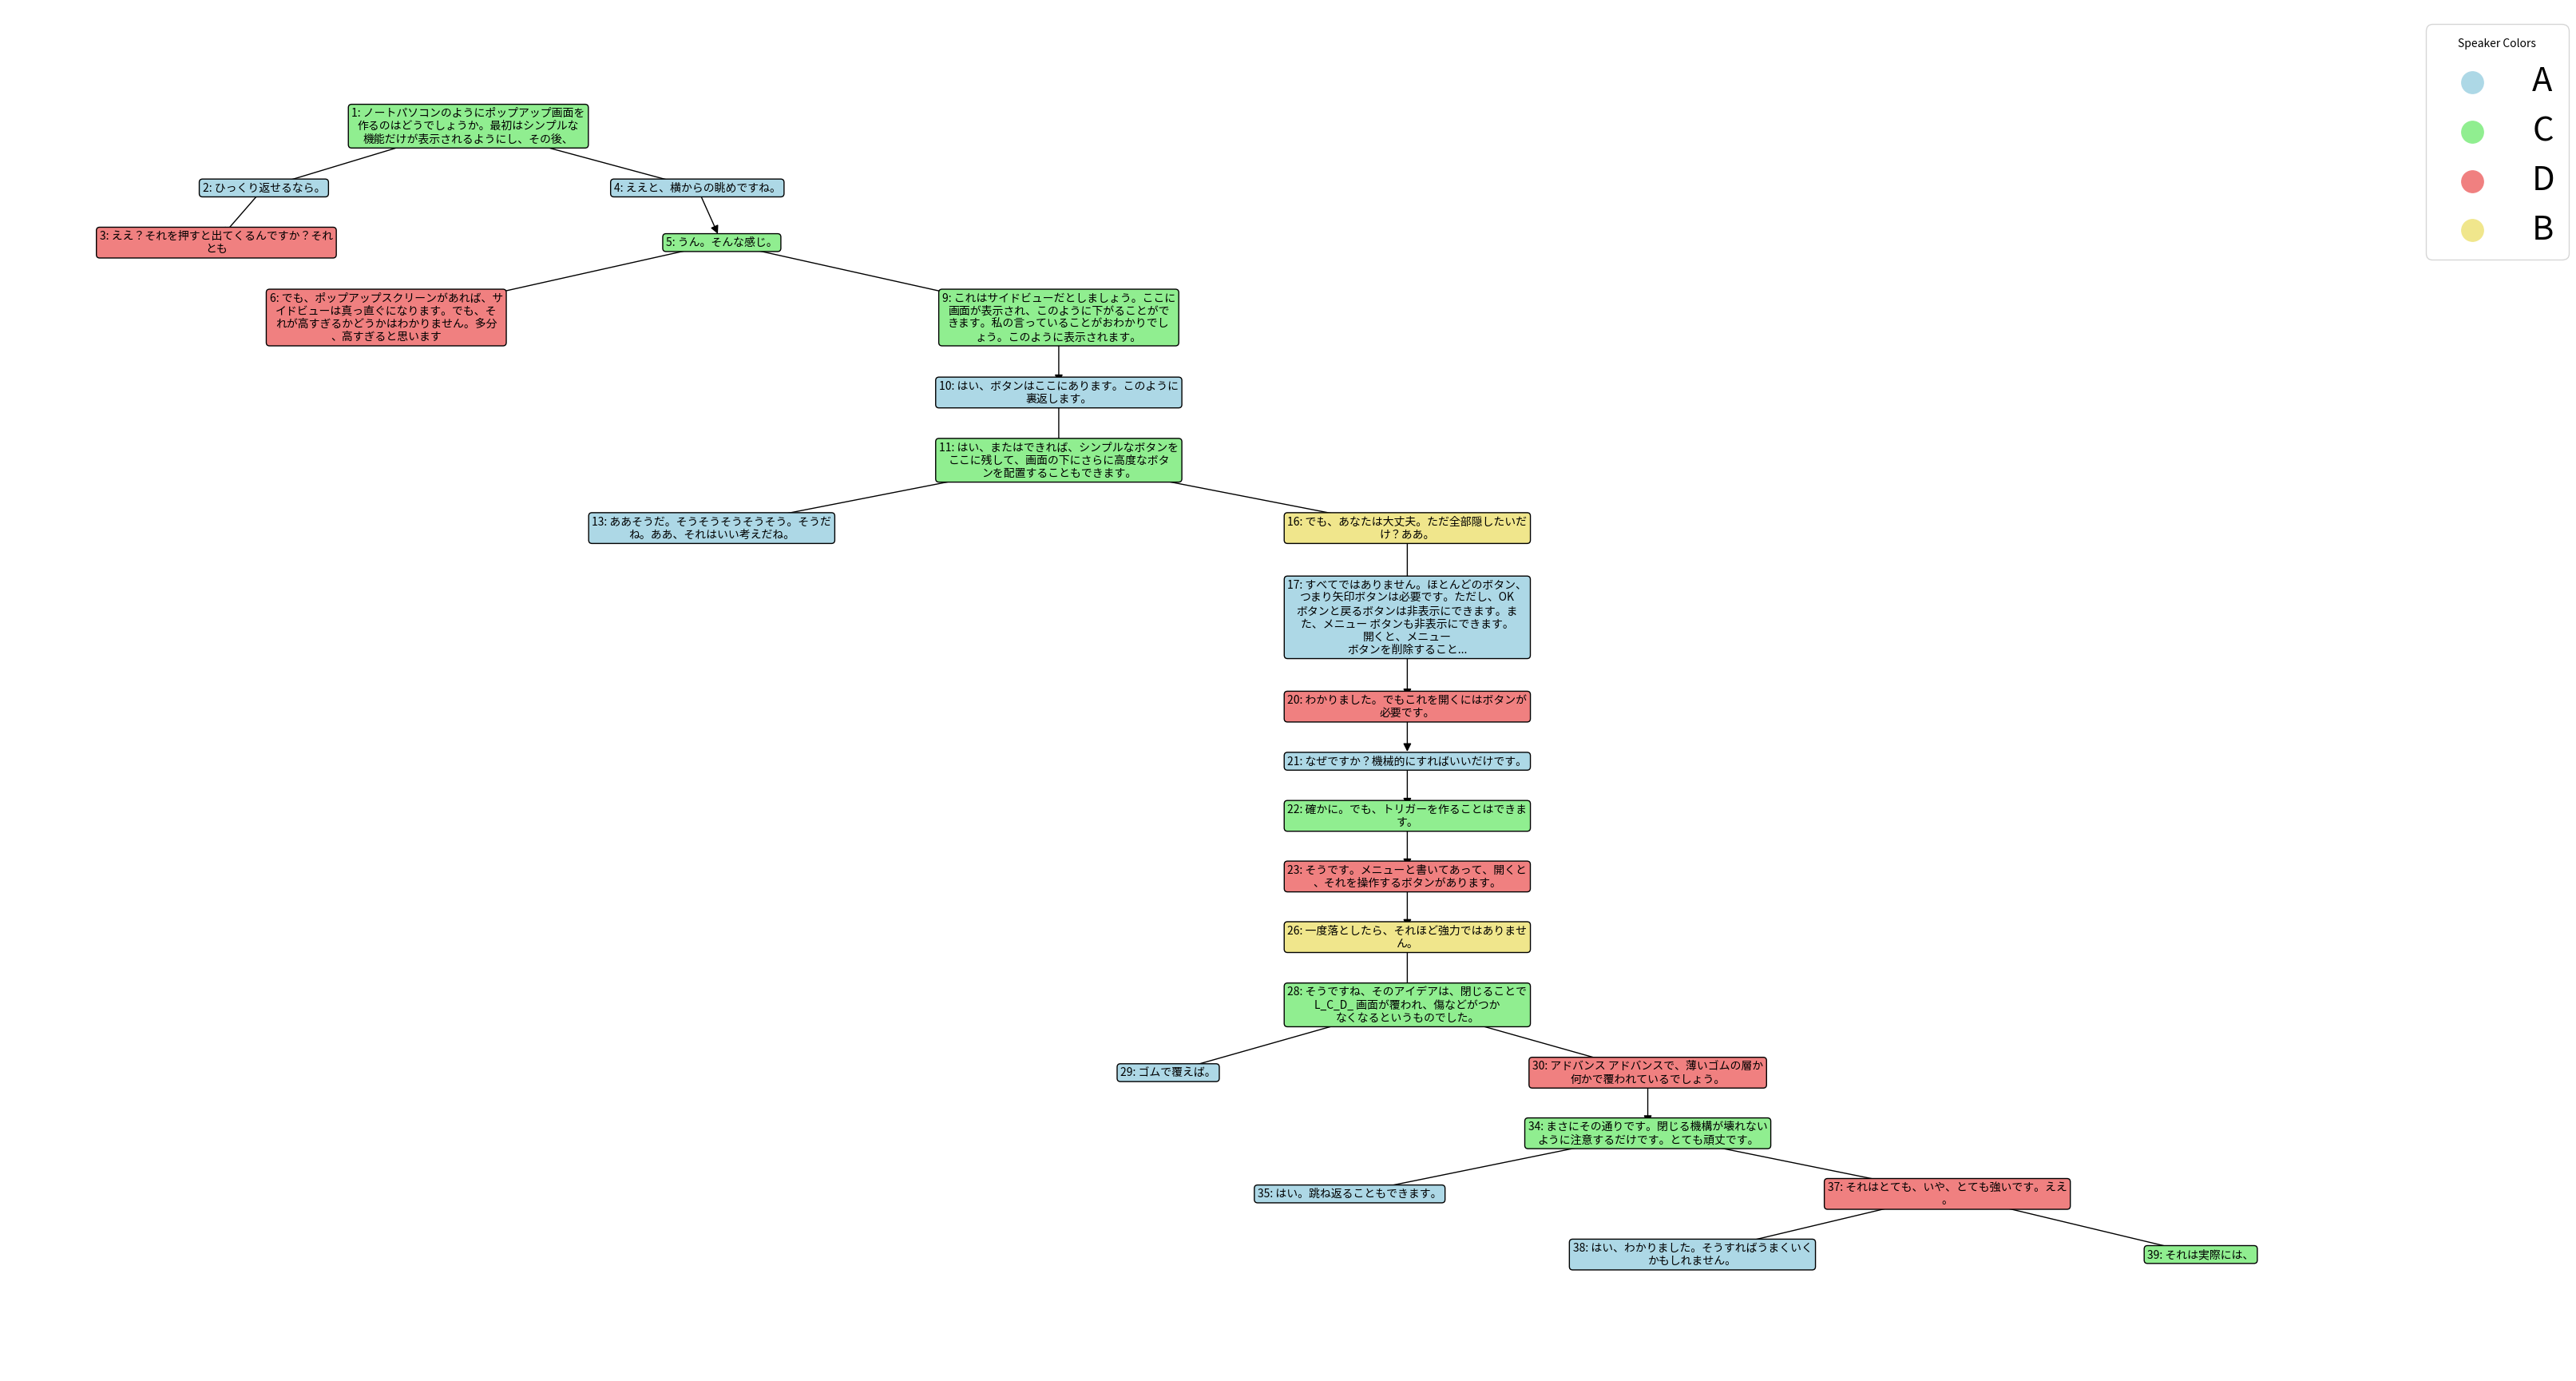 Speaker Colors
A
C
D
B
1: ノートパソコンのようにポップアップ画面を
作るのはどうでしょうか。最初はシンプルな
機能だけが表示されるようにし、その後、
2: ひっくり返せるなら。
4: ええと、横からの眺めですね。
3: ええ？それを押すと出てくるんですか？それ
とも
5: うん。そんな感じ。
6: でも、ポップアップスクリーンがあれば、サ
イドビューは真っ直ぐになります。でも、そ
れが高すぎるかどうかはわかりません。多分
、高すぎると思います
9: これはサイドビューだとしましょう。ここに
画面が表示され、このように下がることがで
きます。私の言っていることがおわかりでし
ょう。このように表示されます。
10: はい、ボタンはここにあります。このように
裏返します。
11: はい、またはできれば、シンプルなボタンを
ここに残して、画面の下にさらに高度なボタ
ンを配置することもできます。
13: ああそうだ。そうそうそうそうそう。そうだ
ね。ああ、それはいい考えだね。
16: でも、あなたは大丈夫。ただ全部隠したいだ
け？ああ。
17: すべてではありません。ほとんどのボタン、
つまり矢印ボタンは必要です。ただし、OK
ボタンと戻るボタンは非表示にできます。ま
た、メニュー ボタンも非表示にできます。
開くと、メニュー
ボタンを削除すること...
20: わかりました。でもこれを開くにはボタンが
必要です。
21: なぜですか？機械的にすればいいだけです。
22: 確かに。でも、トリガーを作ることはできま
す。
23: そうです。メニューと書いてあって、開くと
、それを操作するボタンがあります。
26: 一度落としたら、それほど強力ではありませ
ん。
28: そうですね、そのアイデアは、閉じることで
L_C_D_ 画面が覆われ、傷などがつか
なくなるというものでした。
29: ゴムで覆えば。
30: アドバンス アドバンスで、薄いゴムの層か
何かで覆われているでしょう。
34: まさにその通りです。閉じる機構が壊れない
ように注意するだけです。とても頑丈です。
35: はい。跳ね返ることもできます。
37: それはとても、いや、とても強いです。ええ
。
38: はい、わかりました。そうすればうまくいく
かもしれません。
39: それは実際には、